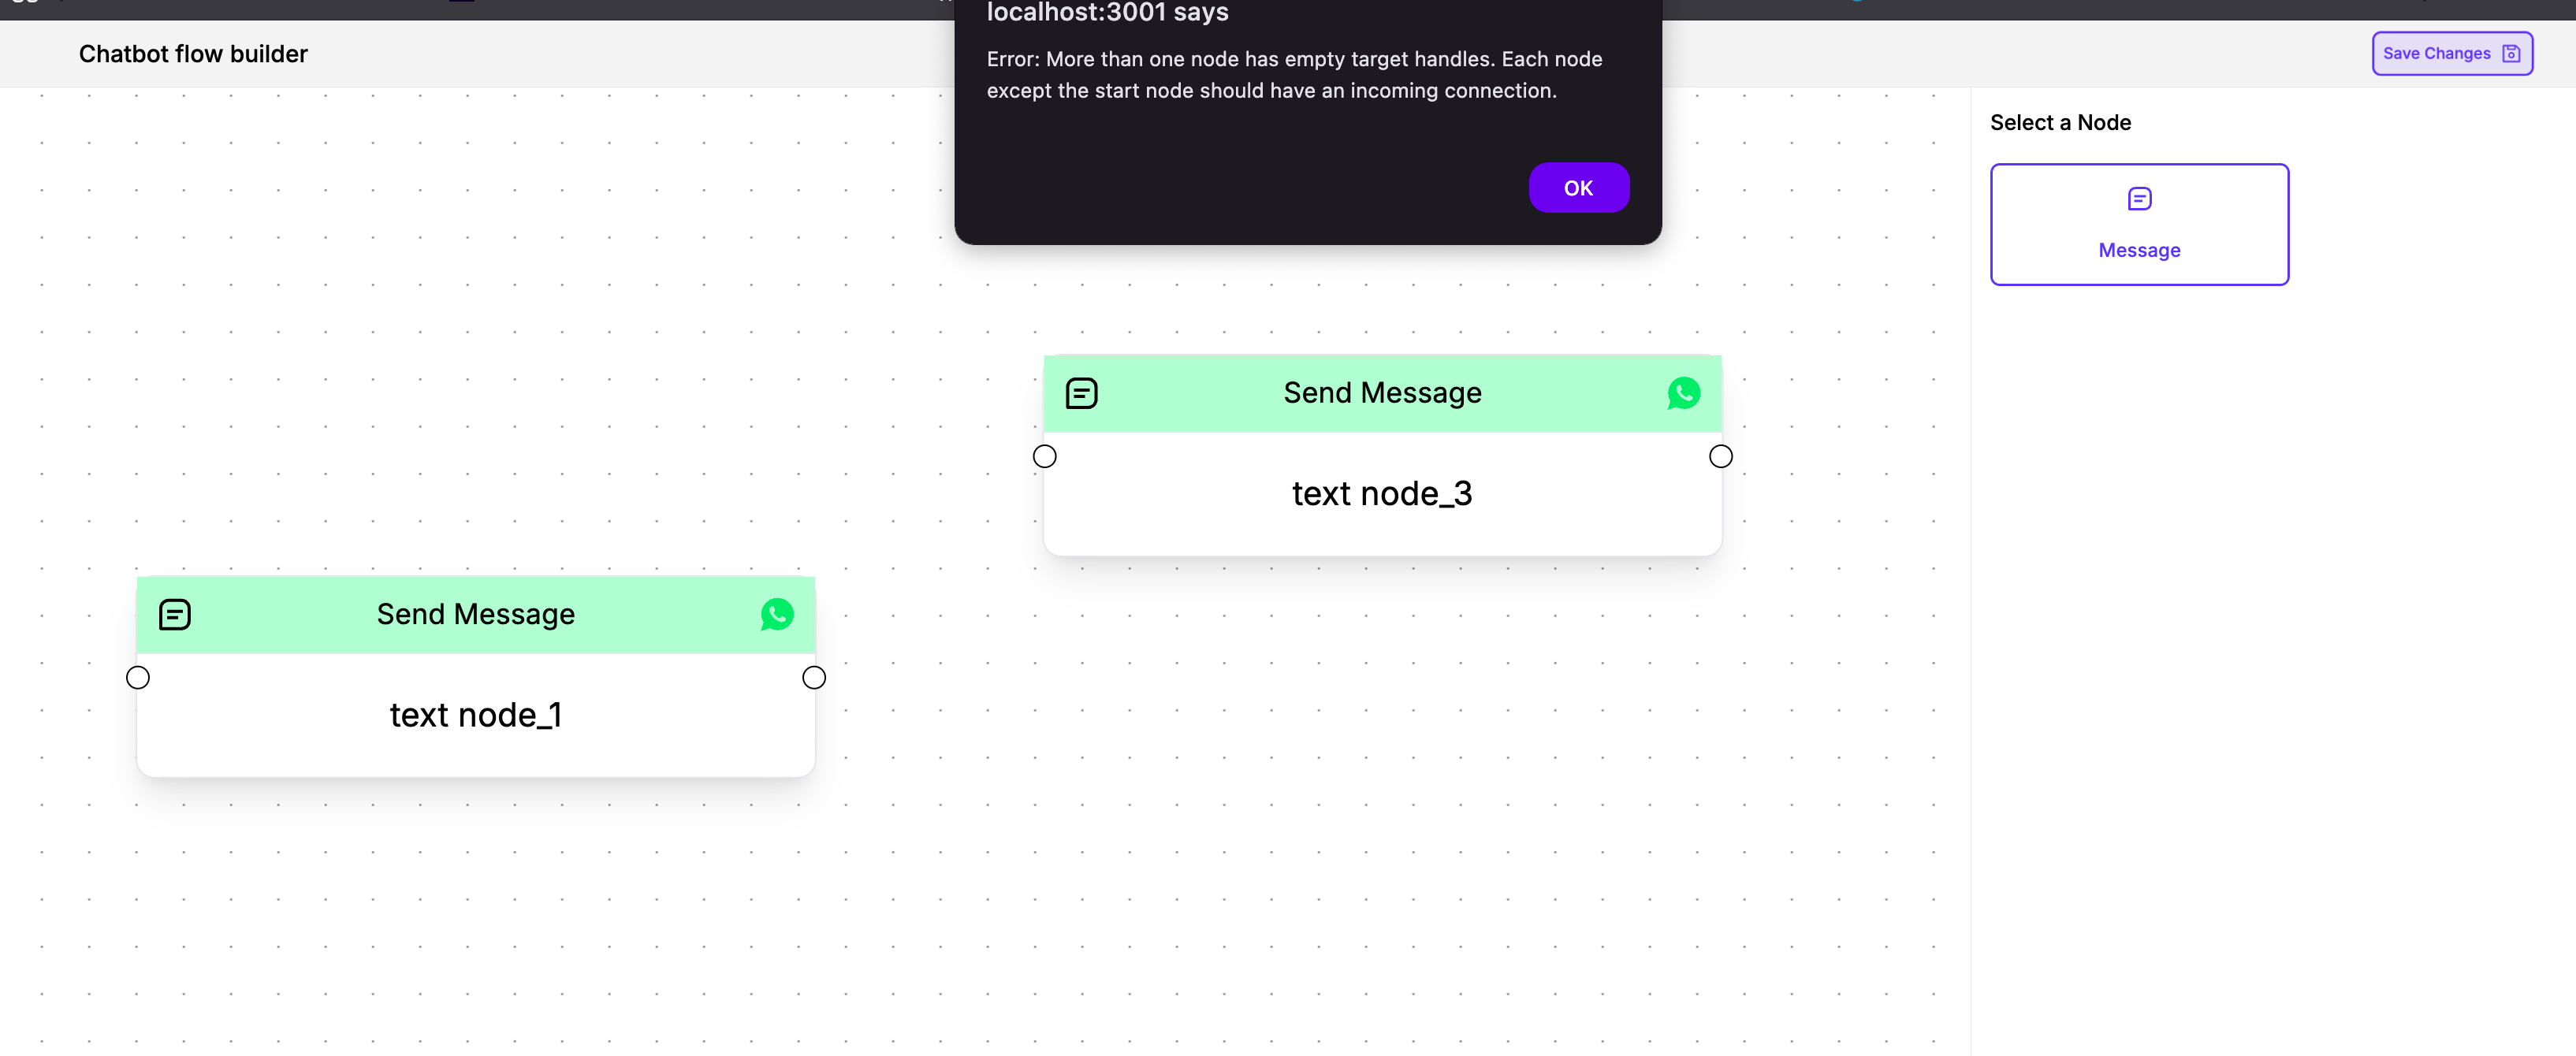 localhost:3001 says
Chatbot flow builder
Error: More than one node has empty target handles. Each node
except the start node should have an incoming connection.
Save Changes
OK
Select a Node
Message
Send Message
text node_3
Send Message
text node_1